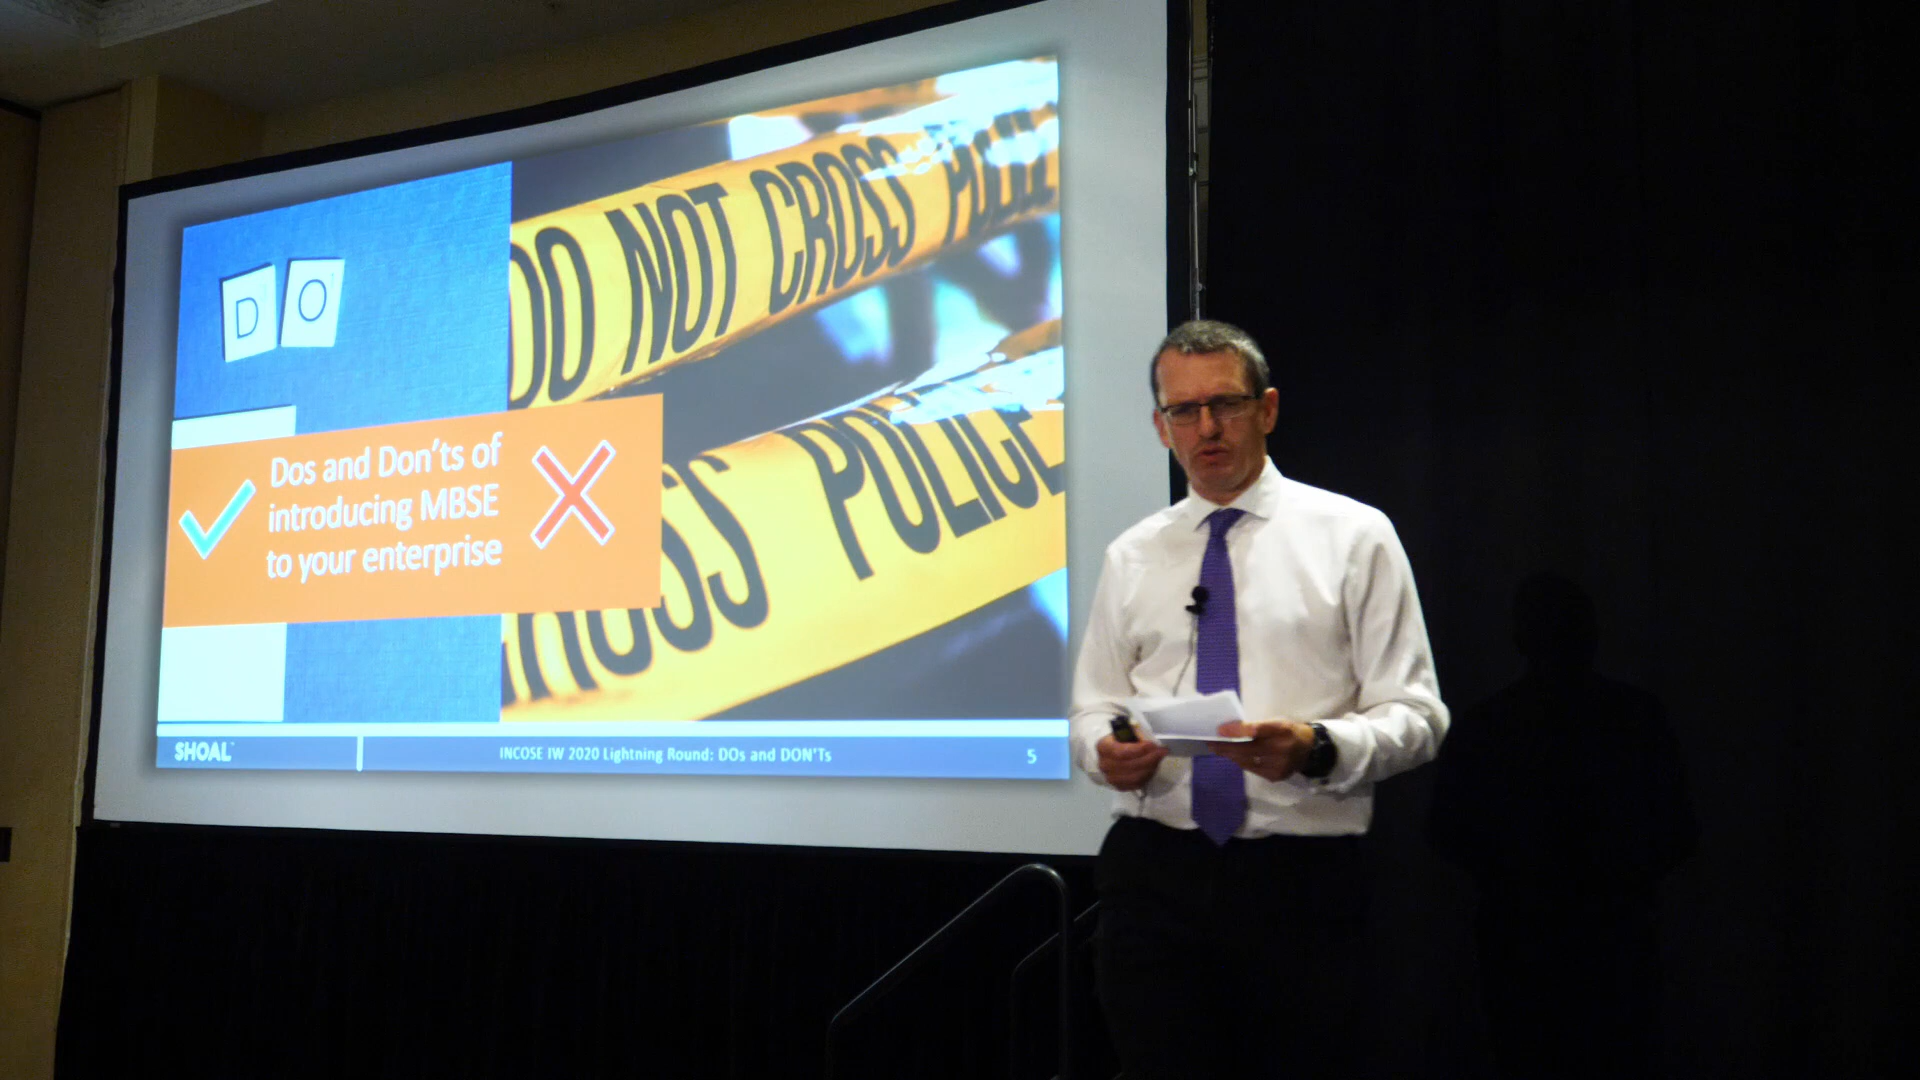 DO NOT CROSS POLICE
D O
CROSS POLICE
Dos and Don'ts of
introducing MBSE
to your enterprise
SHOAL
INCOSE IW 2020 Lightning Round: DOs and DON'Ts
5